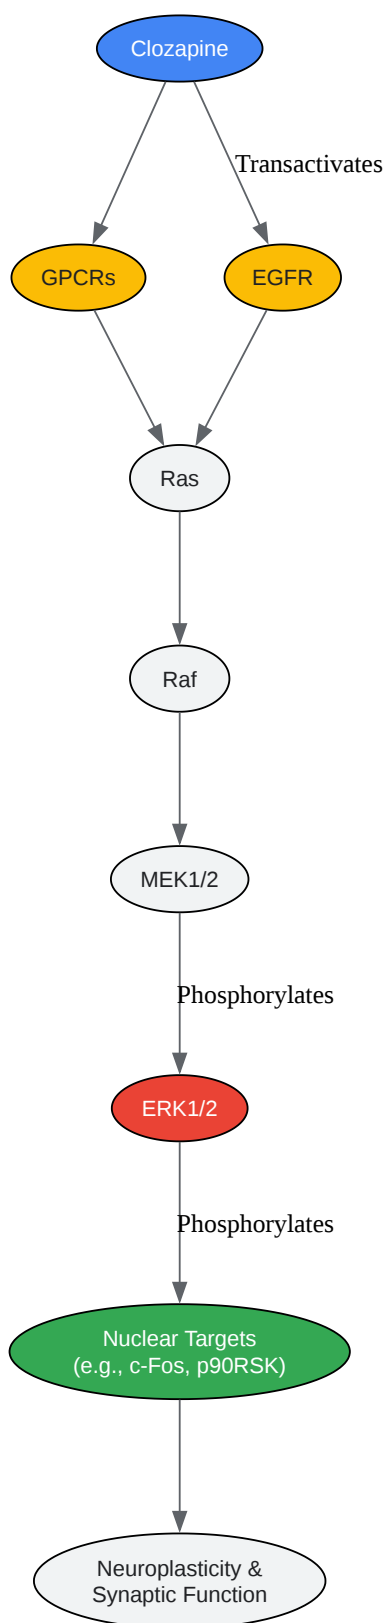 Clozapine
Transactivates
GPCRs
EGFR
Ras
Raf
MEK1/2
Phosphorylates
ERK1/2
Phosphorylates
Nuclear Targets
(e.g., c-Fos, p90RSK)
Neuroplasticity &
Synaptic Function